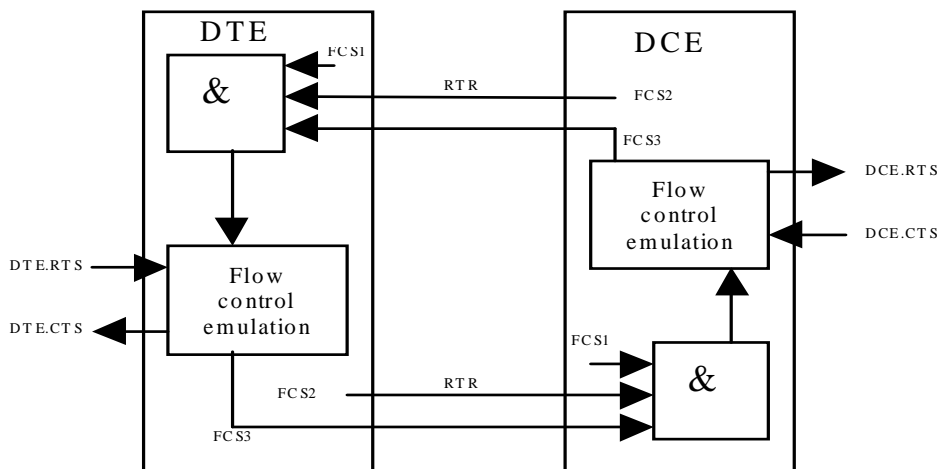 DTE
DCE
FCS1
&
RTR
FCS2
FCS3
DCE.RTS
Flow
control
emulation
DCE.CTS
DTE.RTS
Flow
control
emulation
DTE.CTS
FCS1
&
FCS2
RTR
FCS3